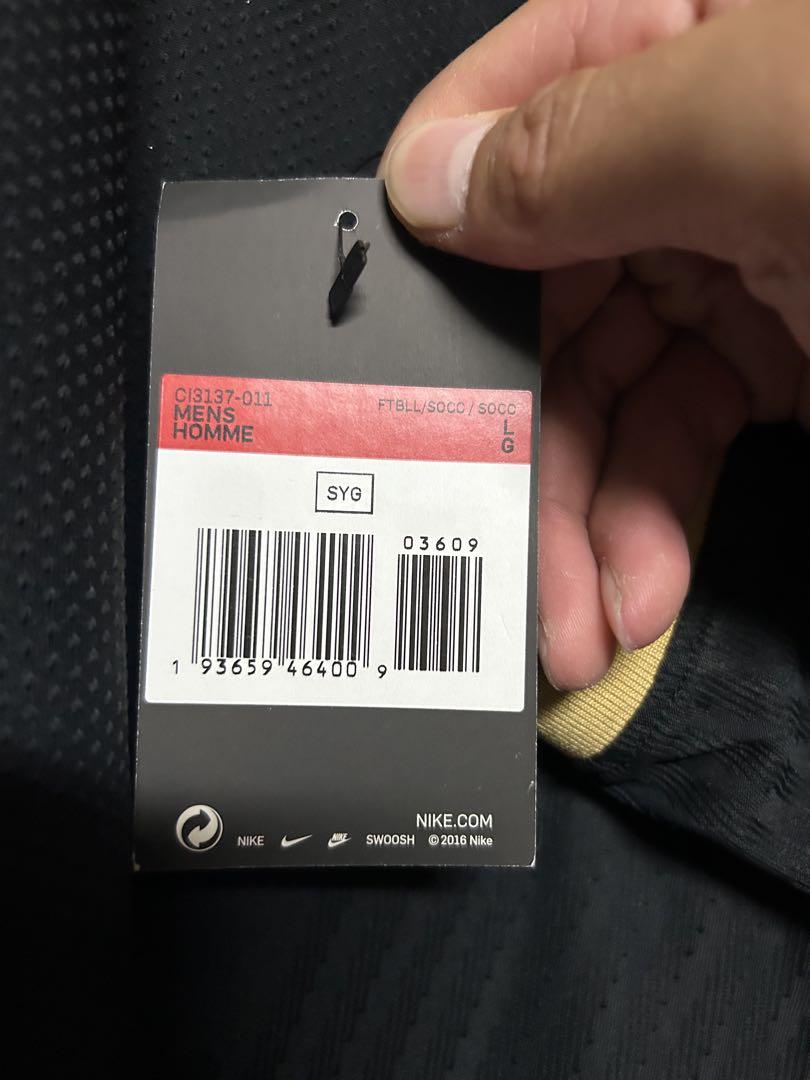 CI3137-011
MENS
HOMME
FTBLL/SOCC / SOCC
L
G
SYG
03609
1 93659 46400 9
NIKE.COM
NIKE NIKE SWOOSH © 2016 Nike